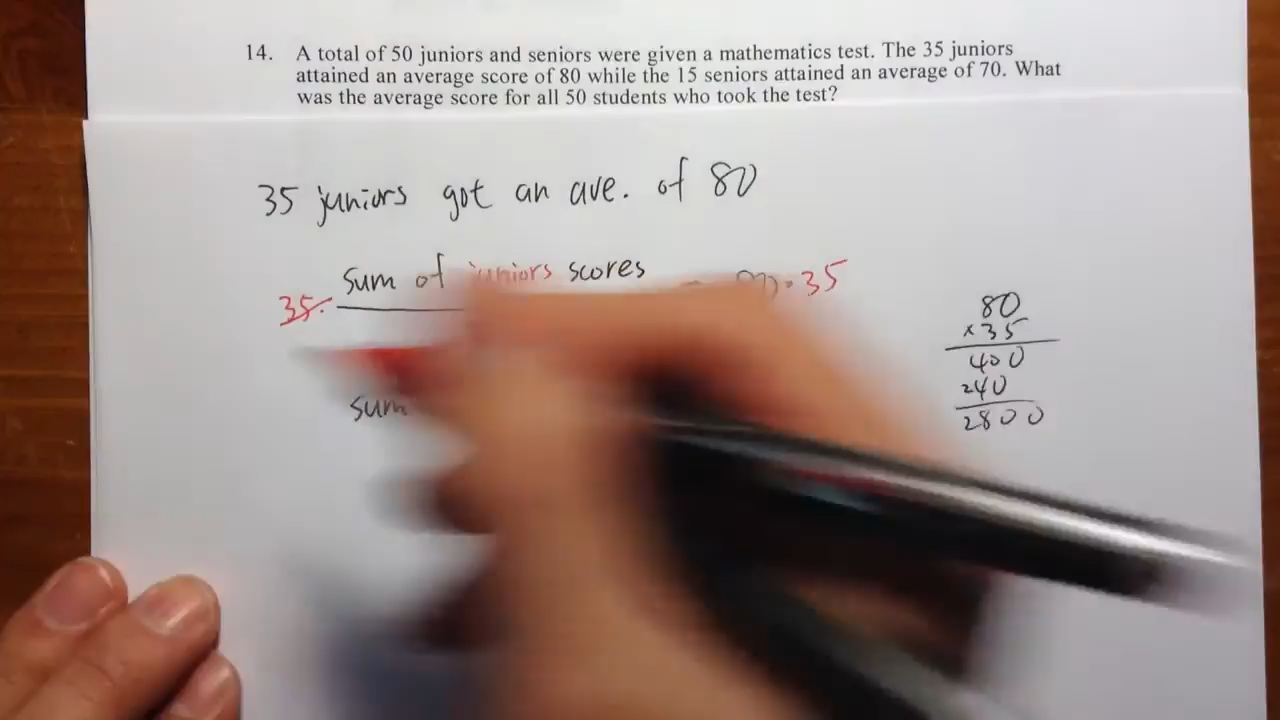 14. A total of 50 juniors and seniors were given a mathematics test. The 35 juniors
attained an average score of 80 while the 15 seniors attained an average of 70. What
was the average score for all 50 students who took the test?
35 juniors got an ave. of 80
sum of juniors scores
35. 35
sum
80
x 35
400
240
2800